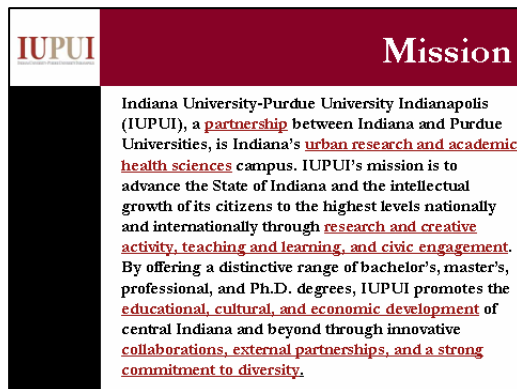 IUPUI
Mission
Indiana University-Purdue University Indianapolis
(IUPUI), a partnership between Indiana and Purdue
Universities, is Indiana's urban research and academic
health sciences campus. IUPUI's mission is to
advance the State of Indiana and the intellectual
growth of its citizens to the highest levels nationally
and internationally through research and creative
activity, teaching and learning, and civic engagement.
By offering a distinctive range of bachelor's, master's,
professional, and Ph.D. degrees, IUPUI promotes the
educational, cultural, and economic development of
central Indiana and beyond through innovative
collaborations, external partnerships, and a strong
commitment to diversity.